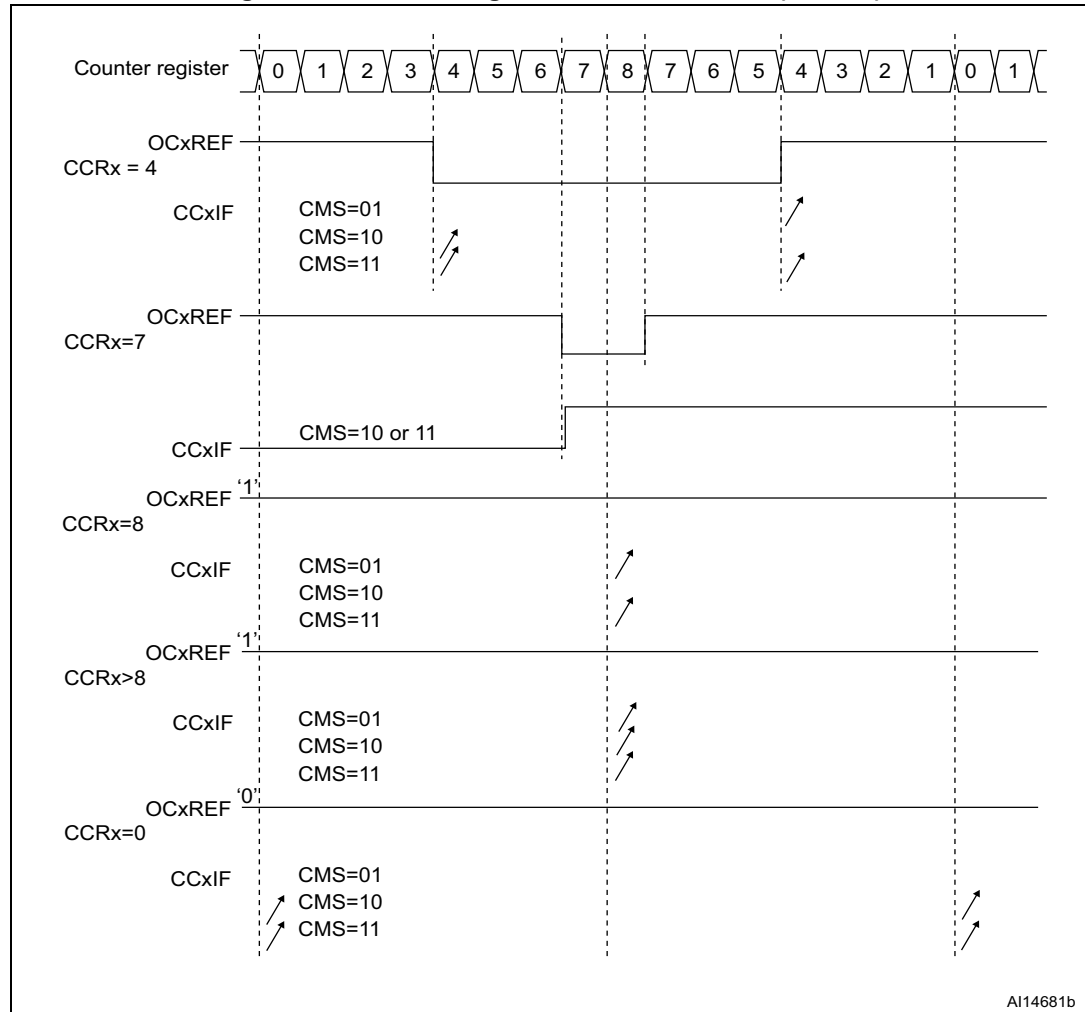 Counter register 0 1 2 3 4 5 6 7 8 7 6 5 4 3 2 1 0 1
OCxREF
CCRx = 4
CCxIF CMS=01
CMS=10
CMS=11
OCxREF
CCRx=7
CMS=10 or 11
CCxIF
'1'
OCxREF
CCRx=8
CCxIF CMS=01
CMS=10
CMS=11
'1'
OCxREF
CCRx>8
CCxIF CMS=01
CMS=10
CMS=11
'0'
OCxREF
CCRx=0
CCxIF CMS=01
CMS=10
CMS=11
AI14681b